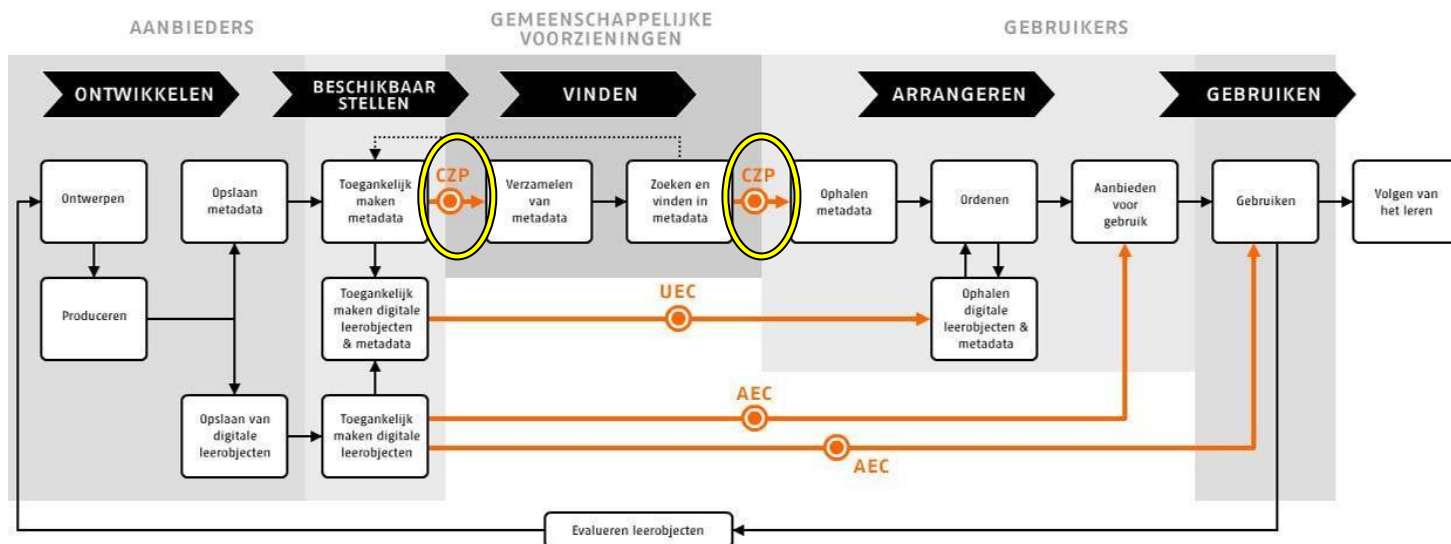 AANBIEDERS
GEMEENSCHAPPELIJKE
VOORZIENINGEN
GEBRUIKERS
ONTWIKKELEN
BESCHIKBAAR
STELLEN
VINDEN
ARRANGEREN
GEBRUIKEN
Ontwerpen
Opslaan
metadata
Toegankelijk
maken
metadata
CZP
Verzamelen
van
metadata
Zoeken en
vinden in
metadata
CZP
Ophalen
metadata
Ordenen
Aanbieden
voor
gebruik
Gebruiken
Volgen van
het leren
Produceren
Toegankelijk
maken digitale
leerobjecten
& metadata
UEC
Ophalen
digitale
leerobjecten &
metadata
Opslaan van
digitale
leerobjecten
Toegankelijk
maken digitale
leerobjecten
AEC
AEC
Evalueren leerobjecten